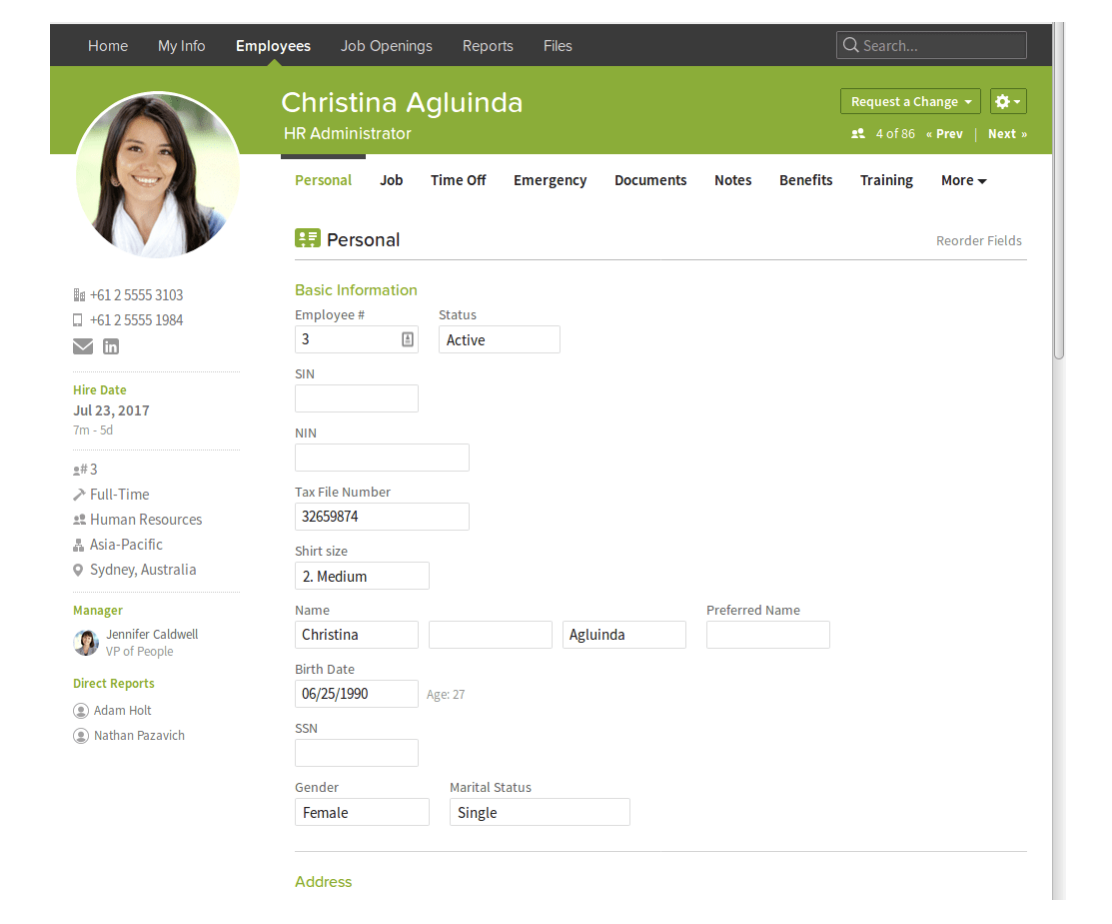 Home My Info Employees Job Openings Reports Files Search...
Christina Agluinda
HR Administrator
Request a Change
4 of 86 « Prev | Next »
Personal Job Time Off Emergency Documents Notes Benefits Training More
Personal
Reorder Fields
+61 2 5555 3103
+61 2 5555 1984
in
Hire Date
Jul 23, 2017
7m - 5d
# 3
Full-Time
Human Resources
Asia-Pacific
Sydney, Australia
Manager
Jennifer Caldwell
VP of People
Direct Reports
Adam Holt
Nathan Pazavich
Basic Information
Employee # Status
3 Active
SIN
NIN
Tax File Number
32659874
Shirt size
2. Medium
Name Preferred Name
Christina Agluinda
Birth Date
06/25/1990 Age: 27
SSN
Gender Marital Status
Female Single
Address